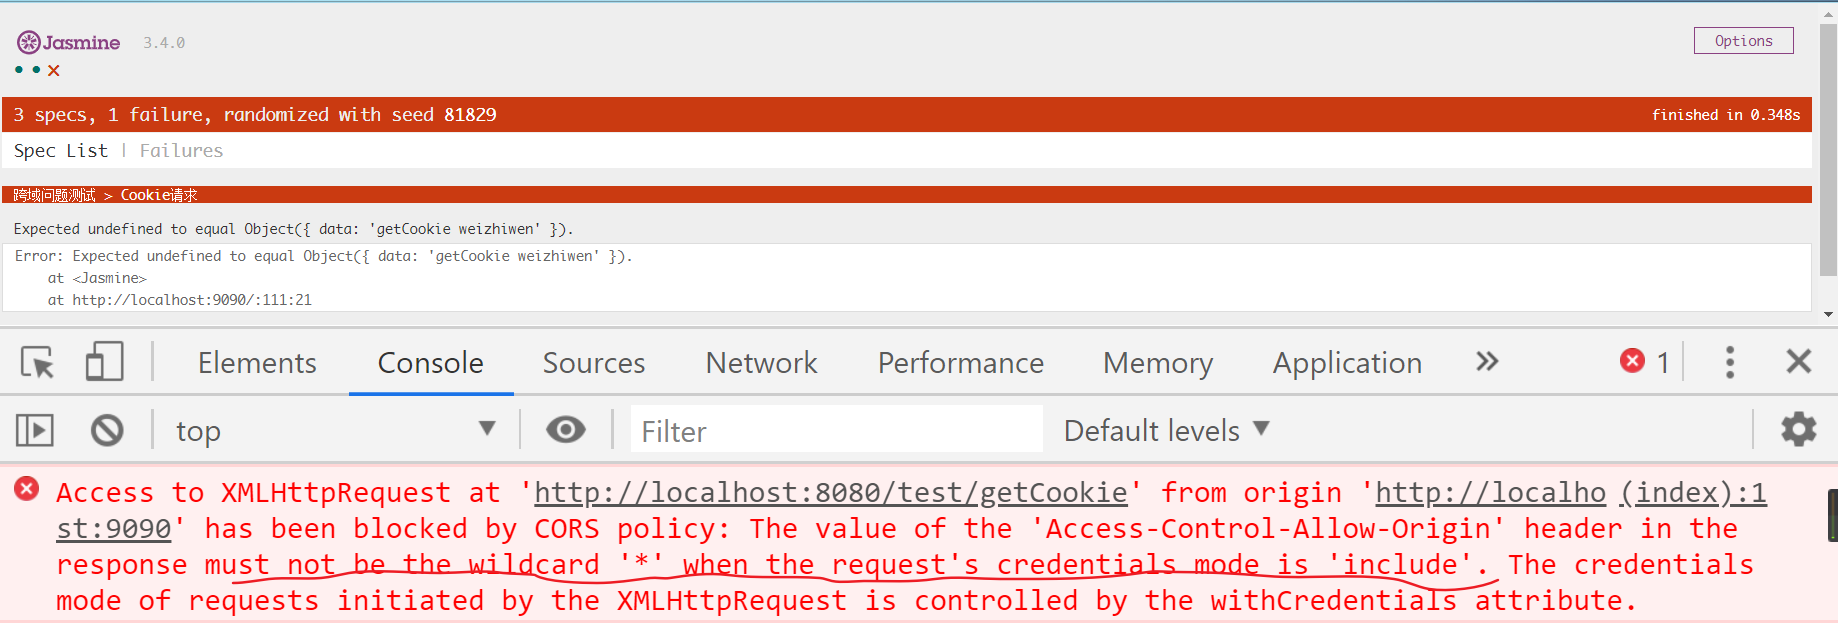 Jasmine 3.4.0 Options
• • ×
3 specs, 1 failure, randomized with seed 81829 finished in 0.348s
Spec List | Failures
跨域问题测试 > Cookie请求
Expected undefined to equal Object({ data: 'getCookie weizhiwen' }).
Error: Expected undefined to equal Object({ data: 'getCookie weizhiwen' }).
at <Jasmine>
at http://localhost:9090/:111:21
Elements Console Sources Network Performance Memory Application » 1
top Filter Default levels
Access to XMLHttpRequest at 'http://localhost:8080/test/getCookie' from origin 'http://localho (index):1
st:9090' has been blocked by CORS policy: The value of the 'Access-Control-Allow-Origin' header in the
response must not be the wildcard '*' when the request's credentials mode is 'include'. The credentials
mode of requests initiated by the XMLHttpRequest is controlled by the withCredentials attribute.